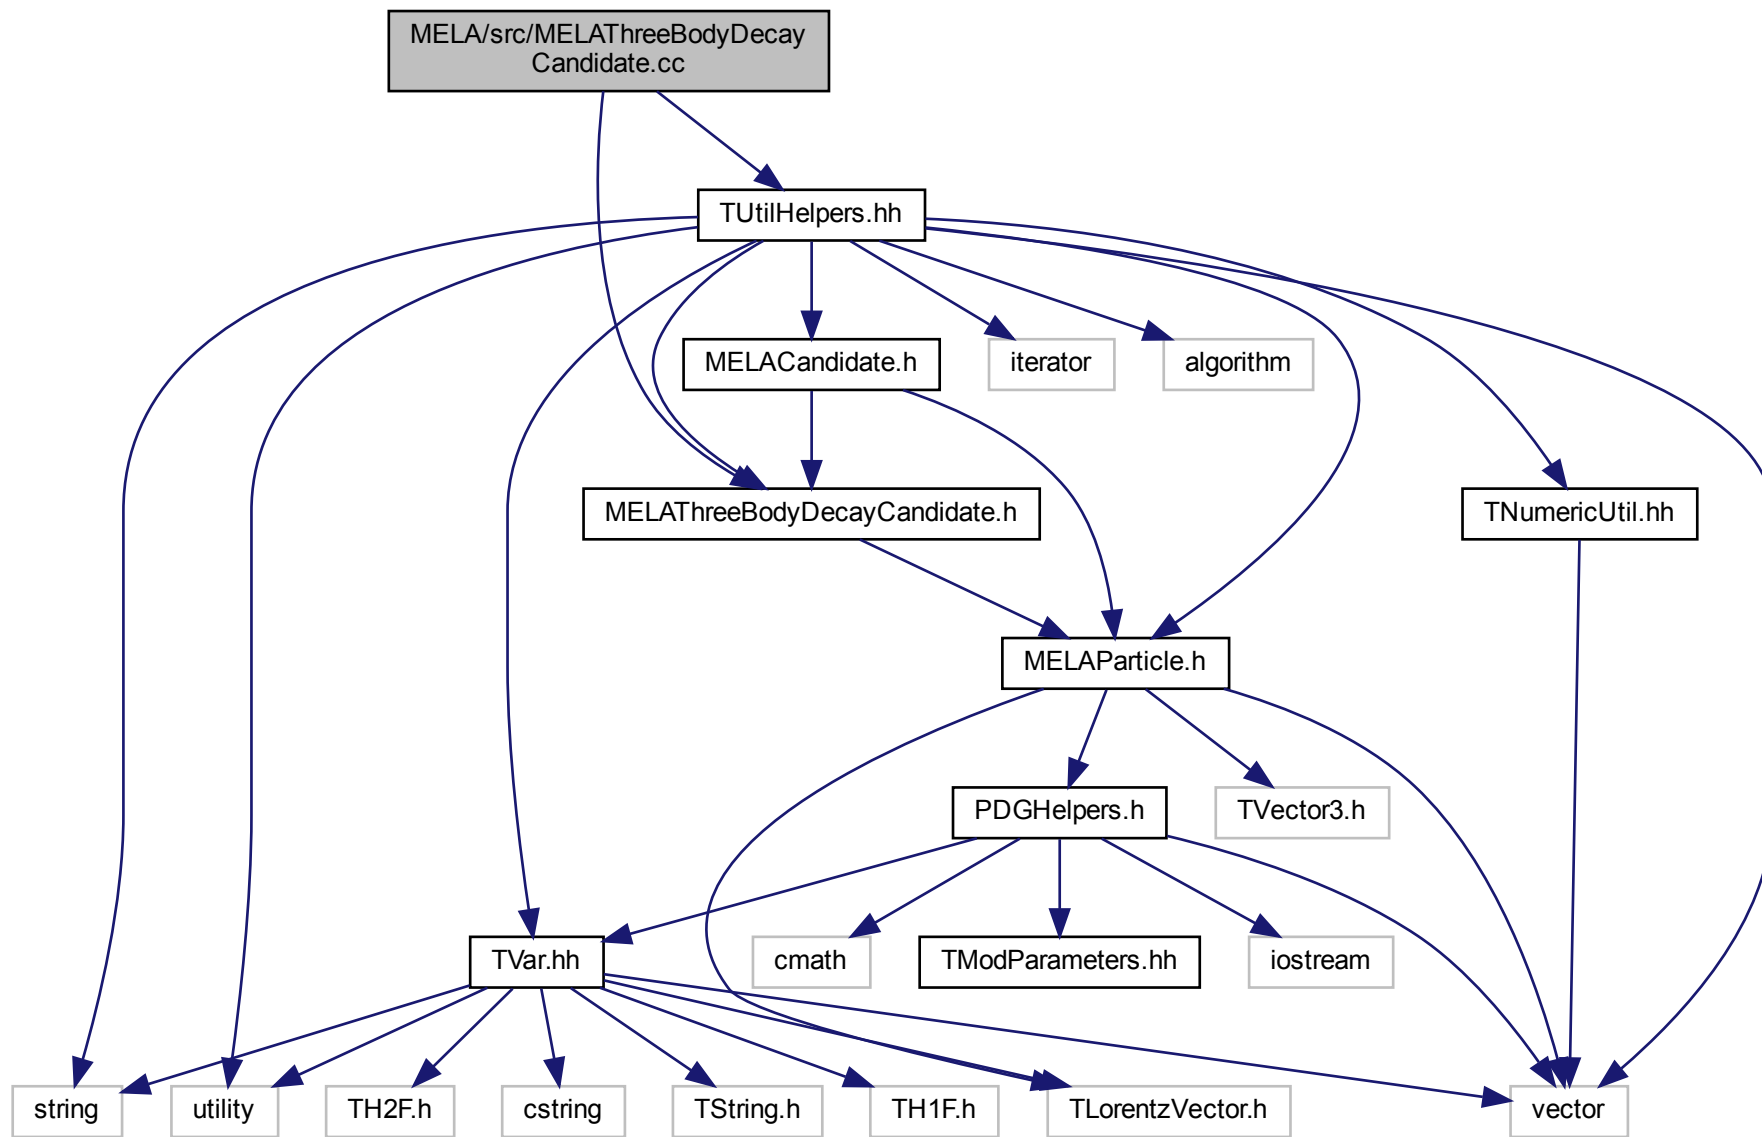 MELA/src/MELAThreeBodyDecay
Candidate.cc
TUtilHelpers.hh
MELACandidate.h
iterator
algorithm
MELAThreeBodyDecayCandidate.h
TNumericUtil.hh
MELAParticle.h
PDGHelpers.h
TVector3.h
TVar.hh
cmath
TModParameters.hh
iostream
string
utility
TH2F.h
cstring
TString.h
TH1F.h
TLorentzVector.h
vector